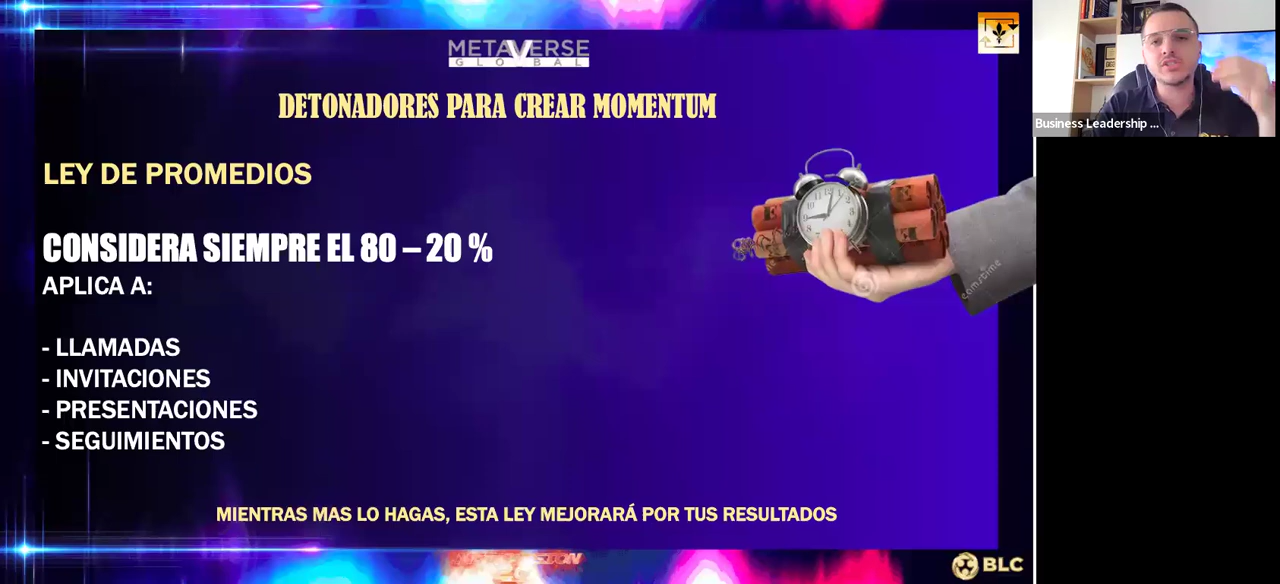 METAVERSE
GLOBAL
DETONADORES PARA CREAR MOMENTUM
LEY DE PROMEDIOS
CONSIDERA SIEMPRE EL 80 – 20 %
APLICA A:
- LLAMADAS
- INVITACIONES
- PRESENTACIONES
- SEGUIMIENTOS
MIENTRAS MAS LO HAGAS, ESTA LEY MEJORARÁ POR TUS RESULTADOS
BLC
Business Leadership ...